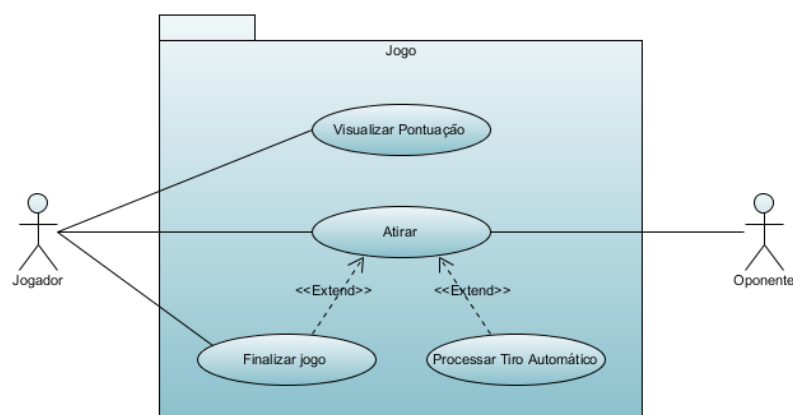 Jogo
Visualizar Pontuação
Atirar
Jogador
Oponente
<<Extend>>
<<Extend>>
Finalizar jogo
Processar Tiro Automático